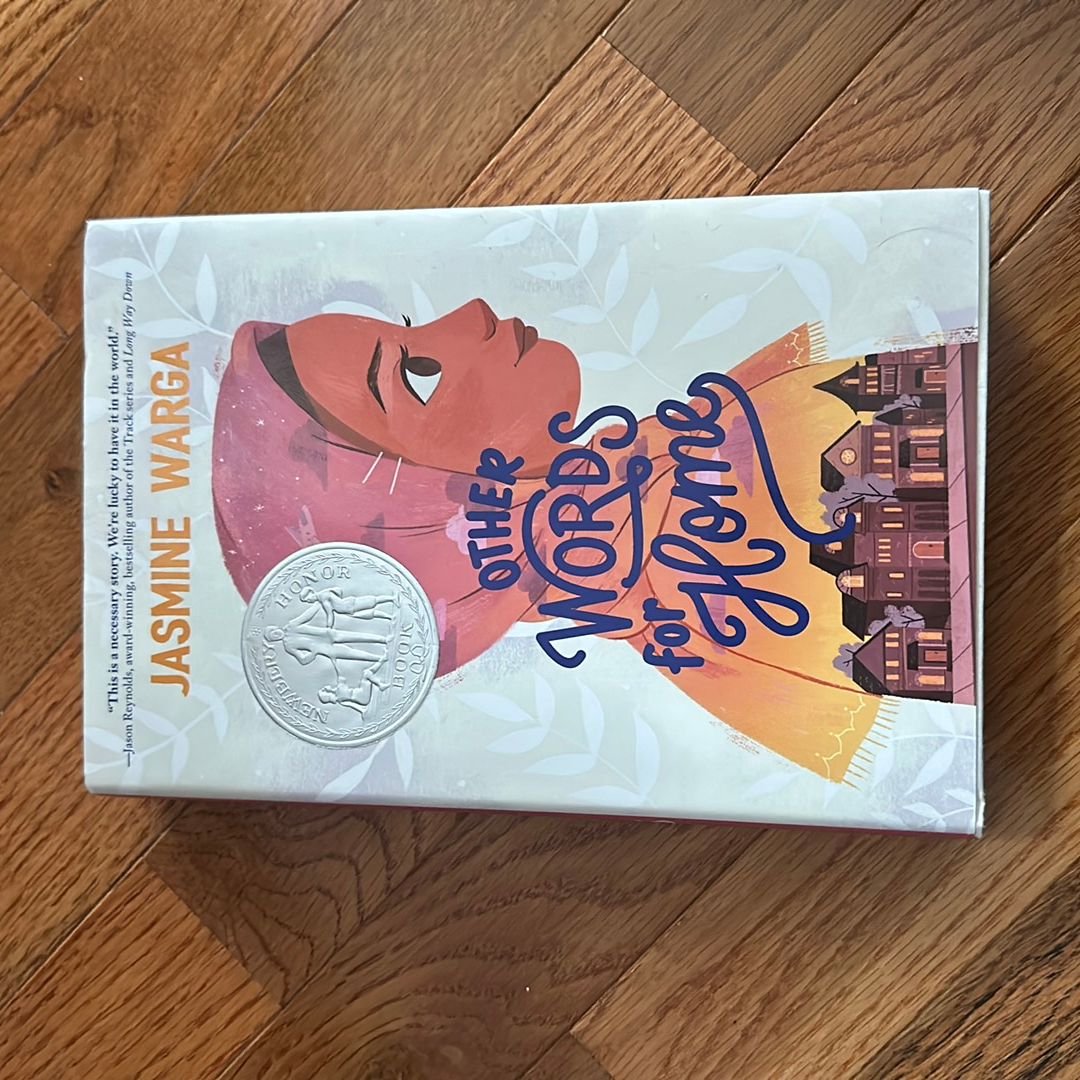 “This is a necessary story. We’re lucky to have it in the world.”
—Jason Reynolds, award-winning, bestselling author of the Track series and Long Way Down
JASMINE WARGA
NEWBERY HONOR BOOK
OTHER
WORDS
for
Home